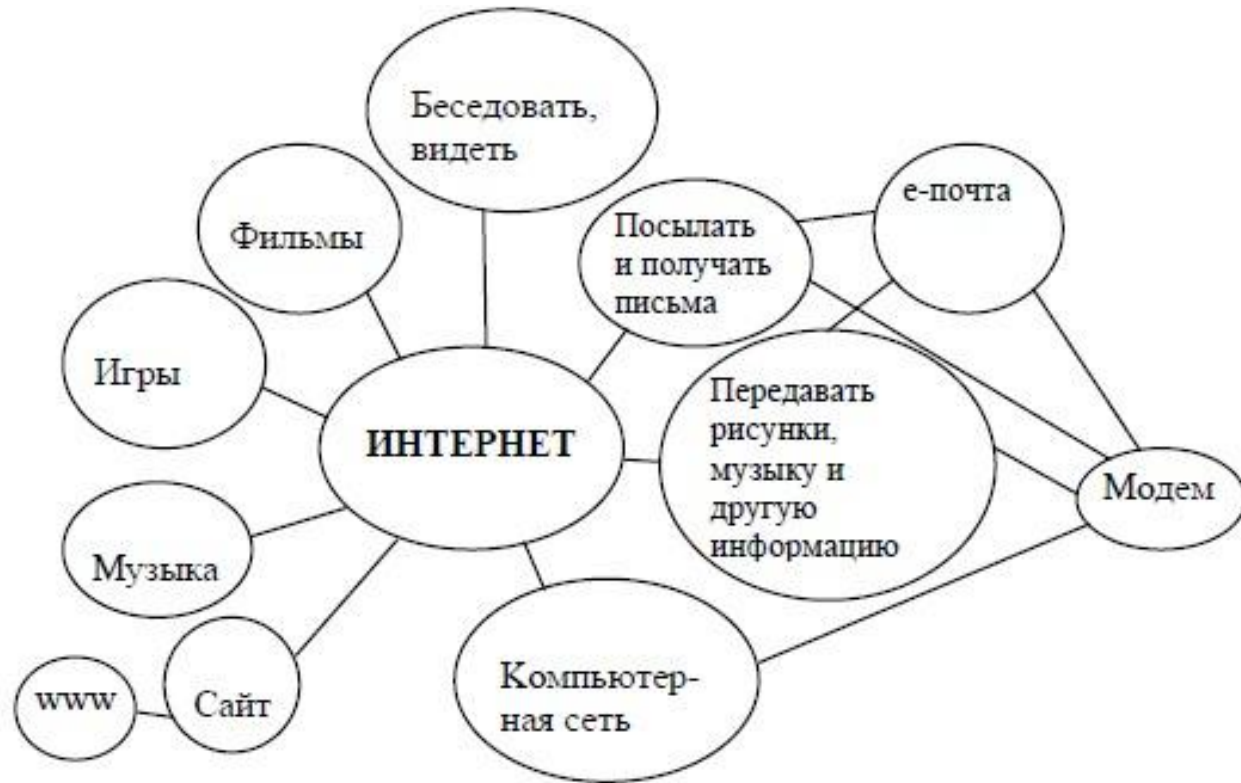 Беседовать,
видеть
Фильмы
Посылать
и получать
письма
е-почта
Игры
ИНТЕРНЕТ
Передавать
рисунки,
музыку и
другую
информацию
Модем
Музыка
www
Сайт
Компьютер-
ная сеть